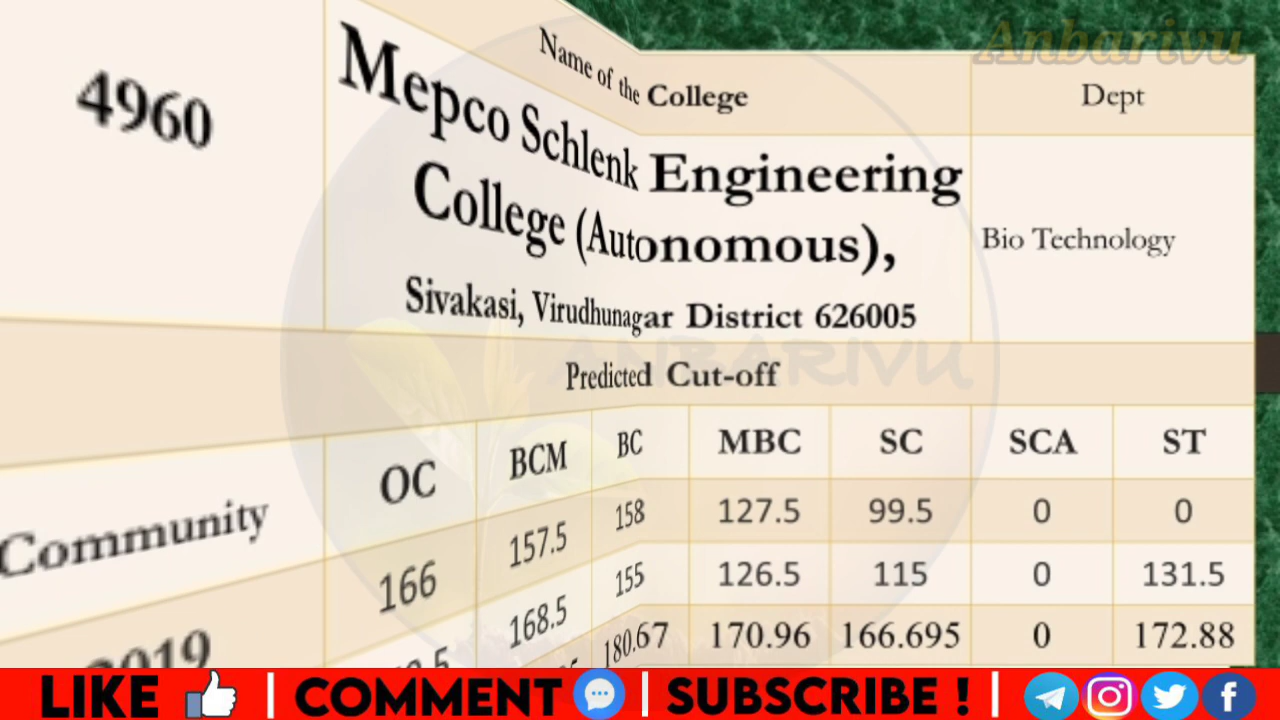 Anbarivu
Name of the College Dept
4960 Mepco Schlenk Engineering
College (Autonomous),
Sivakasi, Virudhunagar District 626005
Bio Technology
ANBARIVU
Predicted Cut-off
Community OC BCM BC MBC SC SCA ST
2019 166 157.5 158 127.5 99.5 0 0
168.5 155 126.5 115 0 131.5
180.67 170.96 166.695 0 172.88
LIKE | COMMENT | SUBSCRIBE ! |